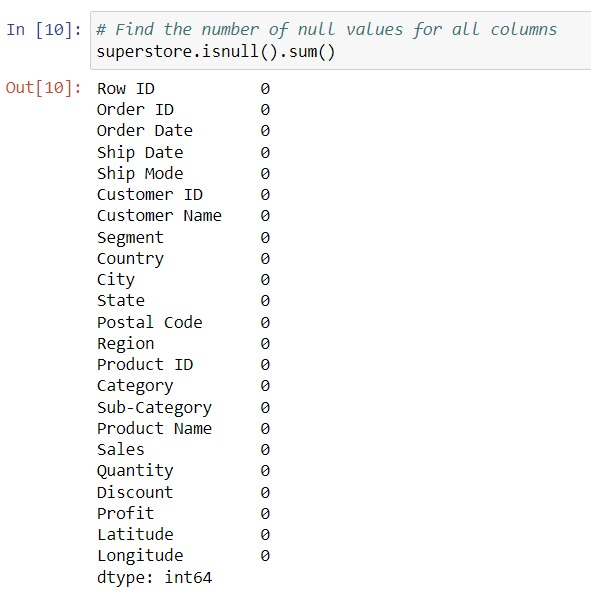 In [10]: # Find the number of null values for all columns
superstore.isnull().sum()
Out[10]: Row ID 0
Order ID 0
Order Date 0
Ship Date 0
Ship Mode 0
Customer ID 0
Customer Name 0
Segment 0
Country 0
City 0
State 0
Postal Code 0
Region 0
Product ID 0
Category 0
Sub-Category 0
Product Name 0
Sales 0
Quantity 0
Discount 0
Profit 0
Latitude 0
Longitude 0
dtype: int64